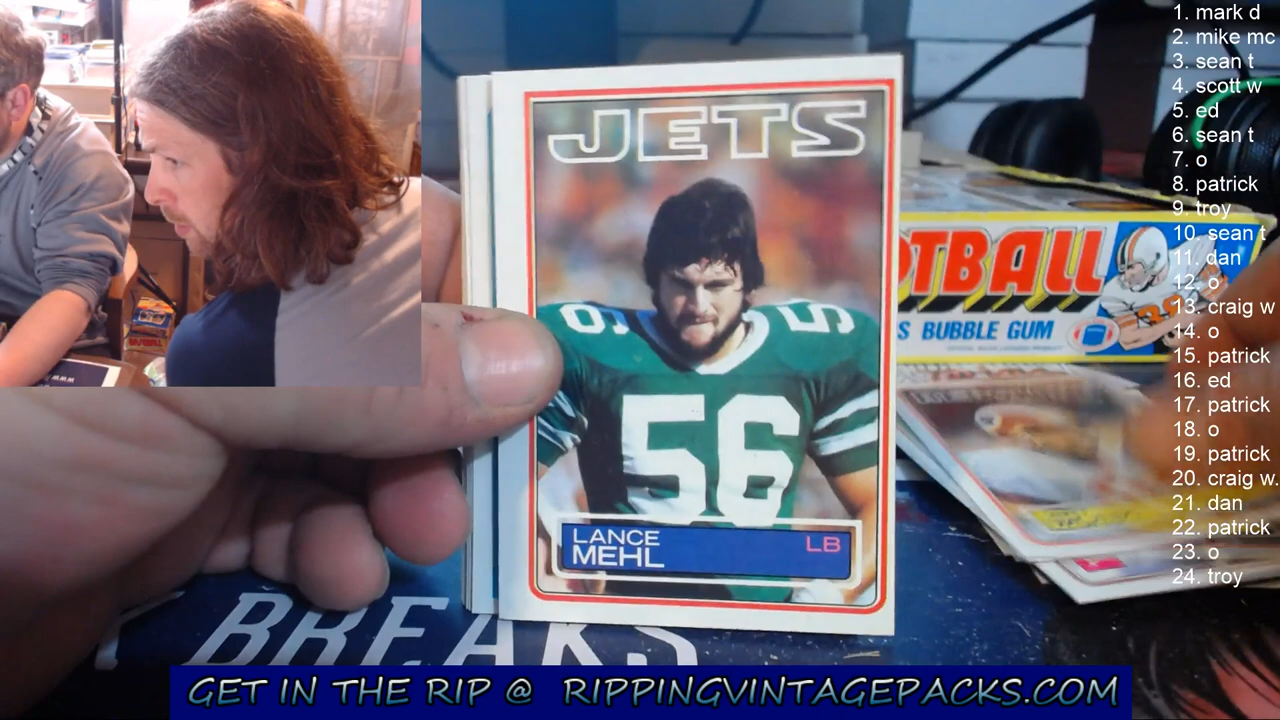 JETS
56
56
LANCE
MEHL
LB
OTBALL
S BUBBLE GUM
BREAKS
GET IN THE RIP @ RIPPINGVINTAGEPACKS.COM
1. mark d
2. mike mc
3. sean t
4. scott w
5. ed
6. sean t
7. o
8. patrick
9. troy
10. sean t
11. dan
12. o
13. craig w
14. o
15. patrick
16. ed
17. patrick
18. o
19. patrick
20. craig w.
21. dan
22. patrick
23. o
24. troy